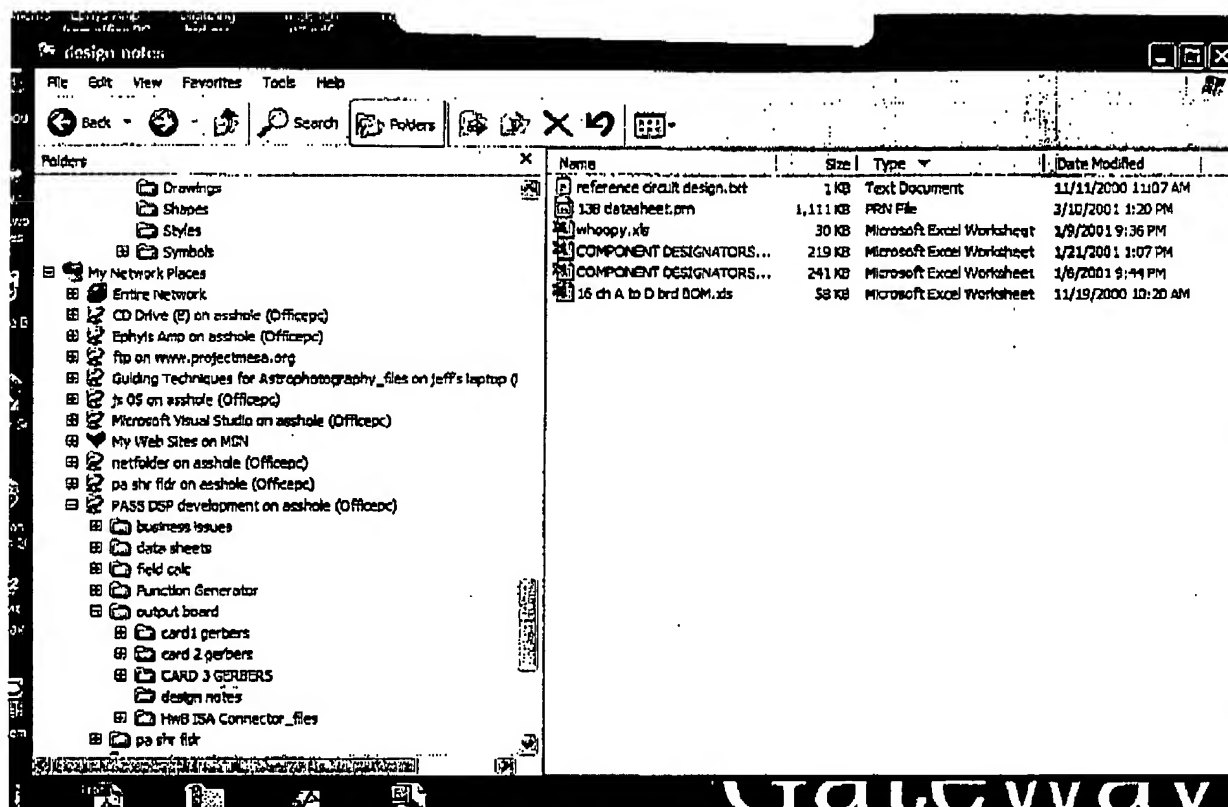 design notes
File Edit View Favorites Tools Help
Back Search Folders
Folders
Name Size Type Date Modified
Drawings
Shapes
Styles
Symbols
My Network Places
Entire Network
CD Drive (E) on asshole (Officepc)
Ephyis Amp on asshole (Officepc)
ftp on www.projectmesa.org
Guiding Techniques for Astrophotography_files on jeff's laptop (
js OS on asshole (Officepc)
Microsoft Visual Studio on asshole (Officepc)
My Web Sites on MSN
netfolder on asshole (Officepc)
pa shr fldr on asshole (Officepc)
PASS DSP development on asshole (Officepc)
business issues
data sheets
field calc
Function Generator
output board
card1 gerbers
card 2 gerbers
CARD 3 GERBERS
design notes
HwB ISA Connector_files
pa shr fldr
reference circuit design.txt 1 KB Text Document 11/11/2000 11:07 AM
138 datasheet.prn 1,111 KB PRN File 3/10/2001 1:20 PM
whoopy.xls 30 KB Microsoft Excel Worksheet 1/9/2001 9:36 PM
COMPONENT DESIGNATORS... 219 KB Microsoft Excel Worksheet 1/21/2001 1:07 PM
COMPONENT DESIGNATORS... 241 KB Microsoft Excel Worksheet 1/6/2001 9:44 PM
16 ch A to D brd BOM.xls 58 KB Microsoft Excel Worksheet 11/19/2000 10:20 AM
Gateway